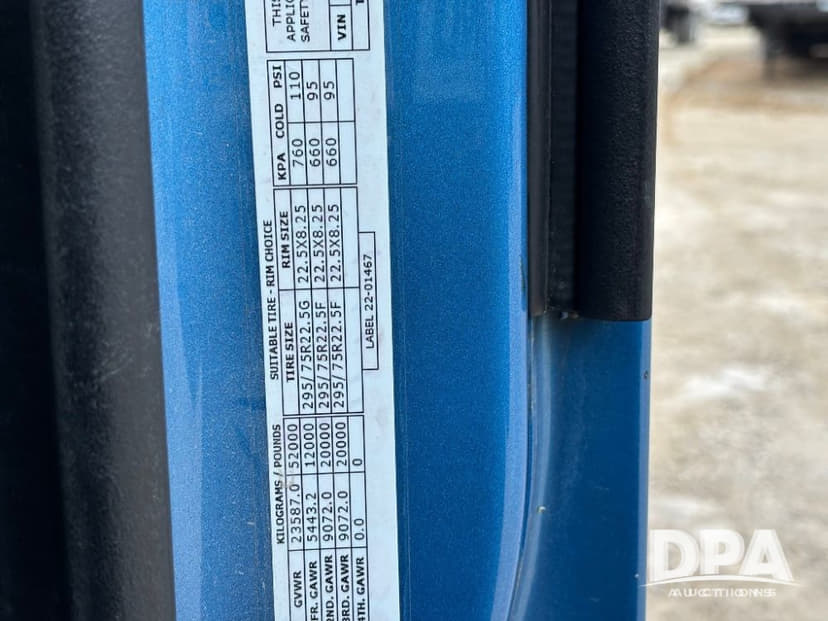 KILOGRAMS / POUNDS SUITABLE TIRE - RIM CHOICE
TIRE SIZE RIM SIZE KPA COLD PSI
GVWR 23587.0 52000
FR. GAWR 5443.2 12000 295/75R22.5G 22.5X8.25 760 110
2ND. GAWR 9072.0 20000 295/75R22.5F 22.5X8.25 660 95
3RD. GAWR 9072.0 20000 295/75R22.5F 22.5X8.25 660 95
4TH. GAWR 0.0 0
LABEL 22-01467
THIS
APPLIC
SAFETY
VIN
DPA
AUCTIONS